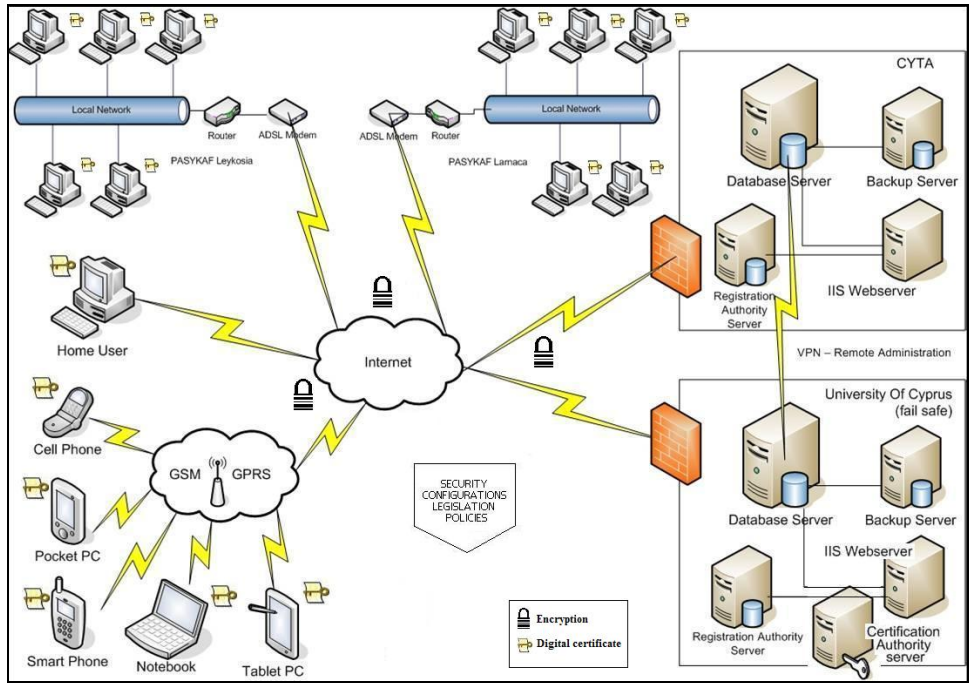 Local Network
Router
ADSL Modem
PASYKAF Leykosia
ADSL Modem
Router
Local Network
PASYKAF Larnaca
CYTA
Database Server
Backup Server
Registration
Authority
Server
IIS Webserver
Home User
Internet
VPN – Remote Administration
Cell Phone
GSM
GPRS
Pocket PC
Smart Phone
Notebook
Tablet PC
SECURITY
CONFIGURATIONS
LEGISLATION
POLICIES
University Of Cyprus
(fail safe)
Database Server
Backup Server
IIS Webserver
Registration Authority
Server
Certification
Authority
server
Encryption
Digital certificate